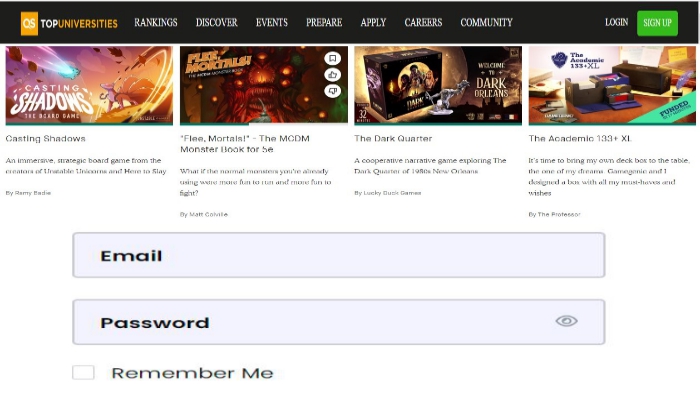 QS TOPUNIVERSITIES RANKINGS DISCOVER EVENTS PREPARE APPLY CAREERS COMMUNITY LOGIN SIGN UP
CASTING
SHADOWS
THE BOARD GAME
FLEE,
MORTALS!
THE MCDM MONSTER BOOK
WELCOME
TO
DARK
ORLEANS
32
The
Academic
133+XL
FUNDED
Casting Shadows
An immersive, strategic board game from the
creators of Unstable Unicorns and Here to Slay
By Ramy Badie
"Flee, Mortals!" - The MCDM
Monster Book for 5e
What if the normal monsters you're already
using were more fun to run and more fun to
fight?
By Matt Colville
The Dark Quarter
A cooperative narrative game exploring The
Dark Quarter of 1980s New Orleans
By Lucky Duck Games
The Academic 133+ XL
It's time to bring my own deck box to the table,
the one of my dreams. Gamegenic and I
designed a box with all my must-haves and
wishes
By The Professor
Email
Password
Remember Me